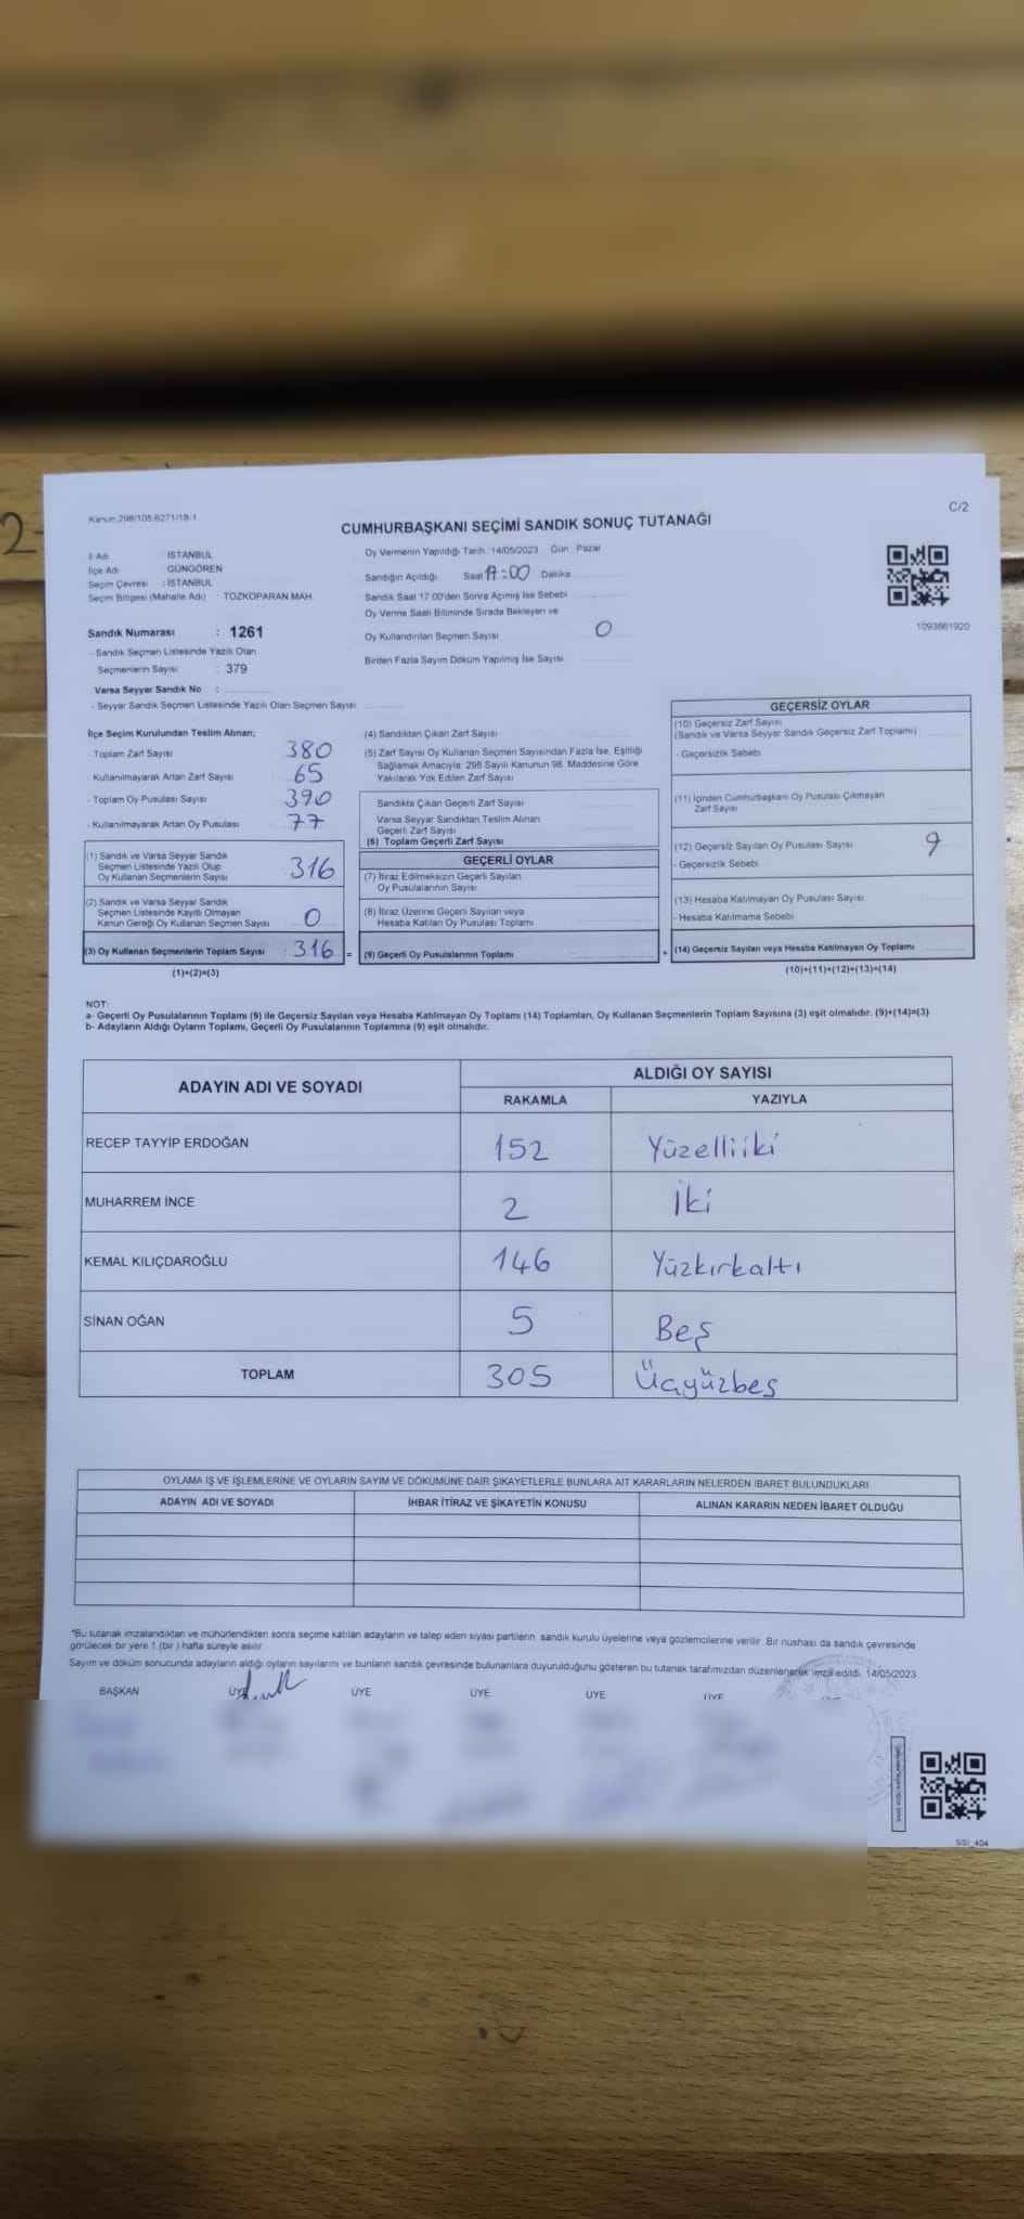 Kanun:298/105,6271/18-1
C/2
CUMHURBAŞKANI SEÇİMİ SANDIK SONUÇ TUTANAĞI
2-
İl Adı : İSTANBUL
İlçe Adı : GÜNGÖREN
Seçim Çevresi : İSTANBUL
Seçim Bölgesi (Mahalle Adı) : TOZKOPARAN MAH.
Sandık Numarası : 1261
- Sandık Seçmen Listesinde Yazılı Olan
Seçmenlerin Sayısı : 379
Varsa Seyyar Sandık No :
- Seyyar Sandık Seçmen Listesinde Yazılı Olan Seçmen Sayısı
Oy Vermenin Yapıldığı Tarih: 14/05/2023 Gün : Pazar
Sandığın Açıldığı Saat 17:00 Dakika
Sandık Saat 17.00'den Sonra Açılmış İse Sebebi
Oy Verme Saati Bitiminde Sırada Bekleyen ve
Oy Kullandırılan Seçmen Sayısı 0
Birden Fazla Sayım Döküm Yapılmış İse Sayısı
1093661920
İlçe Seçim Kurulundan Teslim Alınan;
- Toplam Zarf Sayısı 380
- Kullanılmayarak Artan Zarf Sayısı 65
- Toplam Oy Pusulası Sayısı 390
- Kullanılmayarak Artan Oy Pusulası 77
(1) Sandık ve Varsa Seyyar Sandık
Seçmen Listesinde Yazılı Olup
Oy Kullanan Seçmenlerin Sayısı 316
(2) Sandık ve Varsa Seyyar Sandık
Seçmen Listesinde Kayıtlı Olmayan
Kanun Gereği Oy Kullanan Seçmen Sayısı 0
(3) Oy Kullanan Seçmenlerin Toplam Sayısı 316 =
(1)+(2)=(3)
(4) Sandıktan Çıkan Zarf Sayısı
(5) Zarf Sayısı Oy Kullanan Seçmen Sayısından Fazla İse, Eşitliği
Sağlamak Amacıyla; 298 Sayılı Kanunun 98. Maddesine Göre
Yakılarak Yok Edilen Zarf Sayısı
Sandıkta Çıkan Geçerli Zarf Sayısı
Varsa Seyyar Sandıktan Teslim Alınan
Geçerli Zarf Sayısı
(6) Toplam Geçerli Zarf Sayısı
GEÇERLİ OYLAR
(7) İtiraz Edilmeksizin Geçerli Sayılan
Oy Pusulalarının Sayısı
(8) İtiraz Üzerine Geçerli Sayılan veya
Hesaba Katılan Oy Pusulası Toplamı
(9) Geçerli Oy Pusulalarının Toplamı +
GEÇERSİZ OYLAR
(10) Geçersiz Zarf Sayısı
(Sandık ve Varsa Seyyar Sandık Geçersiz Zarf Toplamı)
- Geçersizlik Sebebi
(11) İçinden Cumhurbaşkanı Oy Pusulası Çıkmayan
Zarf Sayısı
(12) Geçersiz Sayılan Oy Pusulası Sayısı 9
- Geçersizlik Sebebi
(13) Hesaba Katılmayan Oy Pusulası Sayısı
- Hesaba Katılmama Sebebi
(14) Geçersiz Sayılan veya Hesaba Katılmayan Oy Toplamı
(10)+(11)+(12)+(13)=(14)
NOT:
a- Geçerli Oy Pusulalarının Toplamı (9) ile Geçersiz Sayılan veya Hesaba Katılmayan Oy Toplamı (14) Toplamları, Oy Kullanan Seçmenlerin Toplam Sayısına (3) eşit olmalıdır. (9)+(14)=(3)
b- Adayların Aldığı Oyların Toplamı, Geçerli Oy Pusulalarının Toplamına (9) eşit olmalıdır.
ADAYIN ADI VE SOYADI
ALDIĞI OY SAYISI
RAKAMLA YAZIYLA
RECEP TAYYİP ERDOĞAN 152 Yüzelliiki
MUHARREM İNCE 2 İki
KEMAL KILIÇDAROĞLU 146 Yüzkırkaltı
SİNAN OĞAN 5 Beş
TOPLAM 305 Üçyüzbeş
OYLAMA İŞ VE İŞLEMLERİNE VE OYLARIN SAYIM VE DÖKÜMÜNE DAİR ŞİKAYETLERLE BUNLARA AİT KARARLARIN NELERDEN İBARET BULUNDUKLARI
ADAYIN ADI VE SOYADI İHBAR İTİRAZ VE ŞİKAYETİN KONUSU ALINAN KARARIN NEDEN İBARET OLDUĞU
*Bu tutanak imzalandıktan ve mühürlendikten sonra seçime katılan adayların ve talep eden siyasi partilerin sandık kurulu üyelerine veya gözlemcilerine verilir. Bir nüshası da sandık çevresinde
görülecek bir yere 1 (bir ) hafta süreyle asılır.
Sayım ve döküm sonucunda adayların aldığı oyların sayılarını ve bunların sandık çevresinde bulunanlara duyurulduğunu gösteren bu tutanak tarafımızdan düzenlenerek imza edildi. 14/05/2023
BAŞKAN ÜYE ÜYE ÜYE ÜYE ÜYE
SSI_404